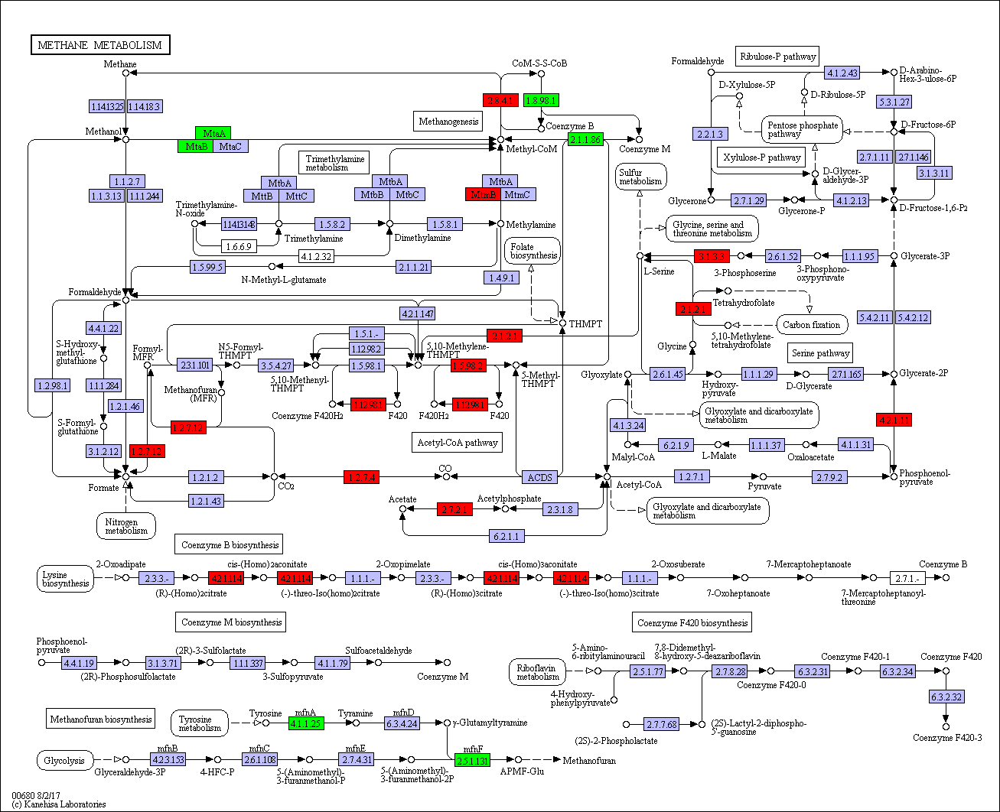 METHANE METABOLISM
Methane
CoM-S-S-CoB
Formaldehyde
Ribulose-P pathway
4.1.2.43
D-Arabino-
Hex-3-ulose-6P
1.14.13.25
1.14.18.3
2.8.4.1
1.8.98.1
D-Xylulose-5P
D-Ribulose-5P
5.3.1.27
Methanogenesis
Coenzyme B
Methanol
MtaA
MtaB
MtaC
Methyl-CoM
2.1.1.86
Coenzyme M
Pentose phosphate
pathway
D-Fructose-6P
2.2.1.3
Trimethylamine
metabolism
Sulfur
metabolism
Xylulose-P pathway
2.7.1.11
2.7.1.146
3.1.3.11
D-Glycer-
aldehyde-3P
1.1.2.7
1.1.3.13
1.1.1.244
MtbA
MttB
MttC
MtbA
MtbB
MtbC
MtbA
MtmB
MtmC
Glycerone
2.7.1.29
Glycerone-P
4.1.2.13
D-Fructose-1,6-P2
Trimethylamine-
N-oxide
1.14.13.148
Trimethylamine
1.5.8.2
Dimethylamine
1.5.8.1
Methylamine
Glycine, serine and
threonine metabolism
1.6.6.9
4.1.2.32
Folate
biosynthesis
L-Serine
3.1.3.3
3-Phosphoserine
2.6.1.52
3-Phosphono-
oxypyruvate
1.1.1.95
Glycerate-3P
1.5.99.5
N-Methyl-L-glutamate
2.1.1.21
1.4.9.1
Formaldehyde
4.2.1.147
THMPT
2.1.2.1
Tetrahydrofolate
5,10-Methylene-
tetrahydrofolate
Carbon fixation
5.4.2.11
5.4.2.12
4.4.1.22
S-Hydroxy-
methyl-
glutathione
Formyl-
MFR
2.3.1.101
N5-Formyl-
THMPT
3.5.4.27
1.5.1.-
1.12.98.2
1.5.98.1
5,10-Methenyl-
THMPT
5,10-Methylene-
THMPT
2.1.2.1
1.5.98.2
5-Methyl-
THMPT
Glycine
Serine pathway
1.2.98.1
1.1.1.284
Methanofuran
(MFR)
Glyoxylate
2.6.1.45
Hydroxy-
pyruvate
1.1.1.29
D-Glycerate
2.7.1.165
Glycerate-2P
1.2.1.46
Coenzyme F420H2
1.12.98.1
F420
F420H2
1.12.98.1
F420
Glyoxylate and dicarboxylate
metabolism
S-Formyl-
glutathione
1.2.7.12
4.1.3.24
4.2.1.11
3.1.2.12
1.2.7.12
Acetyl-CoA pathway
Malyl-CoA
6.2.1.9
L-Malate
1.1.1.37
Oxaloacetate
4.1.1.31
Formate
1.2.1.2
CO2
1.2.7.4
CO
ACDS
Acetyl-CoA
1.2.7.1
Pyruvate
2.7.9.2
Phosphoenol-
pyruvate
1.2.1.43
Acetate
2.7.2.1
Acetylphosphate
2.3.1.8
Glyoxylate and dicarboxylate
metabolism
Nitrogen
metabolism
6.2.1.1
Coenzyme B biosynthesis
Lysine
biosynthesis
2-Oxoadipate
2.3.3.-
(R)-(Homo)2citrate
4.2.1.114
cis-(Homo)2aconitate
4.2.1.114
(-)-threo-Iso(homo)2citrate
1.1.1.-
2-Oxopimelate
2.3.3.-
(R)-(Homo)3citrate
4.2.1.114
cis-(Homo)3aconitate
4.2.1.114
(-)-threo-Iso(homo)3citrate
1.1.1.-
2-Oxosuberate
7-Oxoheptanoate
7-Mercaptoheptanoate
7-Mercaptoheptanoyl-
threonine
2.7.1.-
Coenzyme B
Coenzyme M biosynthesis
Coenzyme F420 biosynthesis
Phosphoenol-
pyruvate
4.4.1.19
(2R)-Phosphosulfolactate
3.1.3.71
(2R)-3-Sulfolactate
1.1.1.337
3-Sulfopyruvate
4.1.1.79
Sulfoacetaldehyde
Coenzyme M
Riboflavin
metabolism
5-Amino-
6-ribitylaminouracil
2.5.1.77
7,8-Didemethyl-
8-hydroxy-5-deazariboflavin
2.7.8.28
Coenzyme F420-0
6.3.2.31
Coenzyme F420-1
6.3.2.34
Coenzyme F420
4-Hydroxy-
phenylpyruvate
6.3.2.32
Methanofuran biosynthesis
Tyrosine
metabolism
Tyrosine
mfnA
4.1.1.25
Tyramine
mfnD
6.3.4.24
γ-Glutamyltyramine
(2S)-2-Phospholactate
2.7.7.68
(2S)-Lactyl-2-diphospho-
5'-guanosine
Coenzyme F420-3
Glycolysis
Glyceraldehyde-3P
mfnB
4.2.3.153
4-HFC-P
mfnC
2.6.1.108
5-(Aminomethyl)-
3-furanmethanol-P
mfnE
2.7.4.31
5-(Aminomethyl)-
3-furanmethanol-2P
mfnF
2.5.1.131
APMF-Glu
Methanofuran
00680 8/2/17
(c) Kanehisa Laboratories